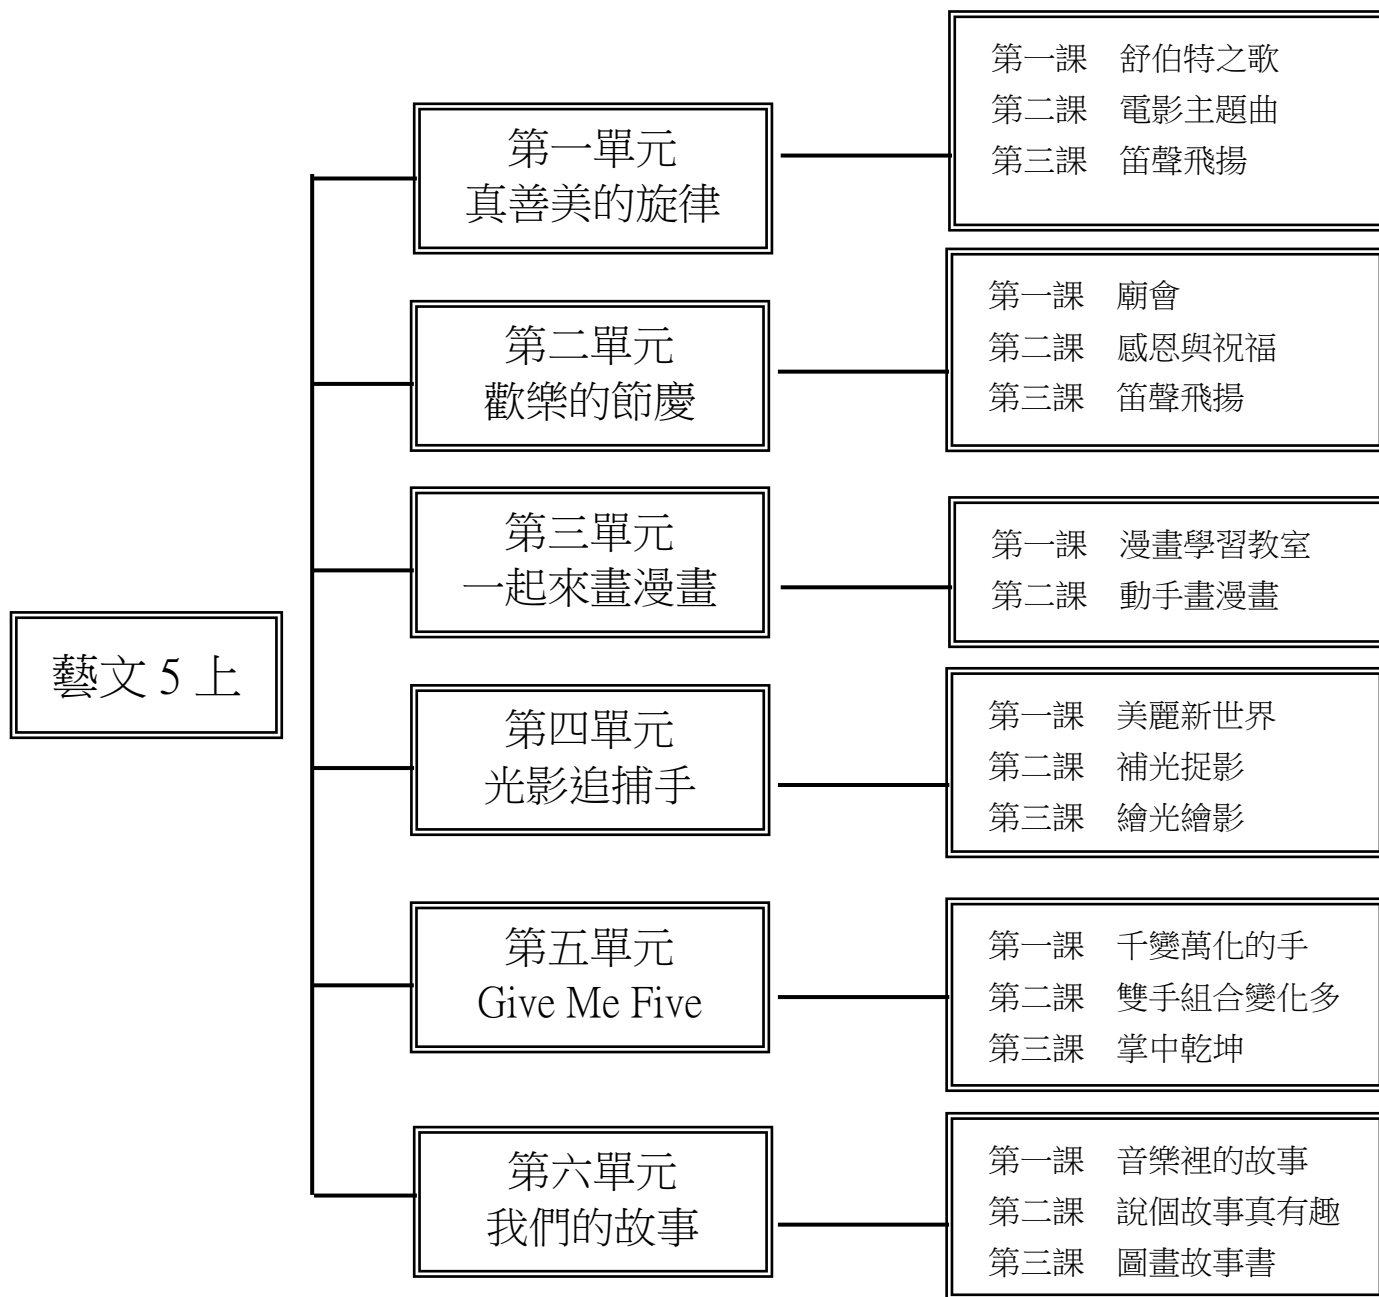 藝文 5 上
第一單元
真善美的旋律
第一課　舒伯特之歌
第二課　電影主題曲
第三課　笛聲飛揚
第二單元
歡樂的節慶
第一課　廟會
第二課　感恩與祝福
第三課　笛聲飛揚
第三單元
一起來畫漫畫
第一課　漫畫學習教室
第二課　動手畫漫畫
第四單元
光影追捕手
第一課　美麗新世界
第二課　補光捉影
第三課　繪光繪影
第五單元
Give Me Five
第一課　千變萬化的手
第二課　雙手組合變化多
第三課　掌中乾坤
第六單元
我們的故事
第一課　音樂裡的故事
第二課　說個故事真有趣
第三課　圖畫故事書